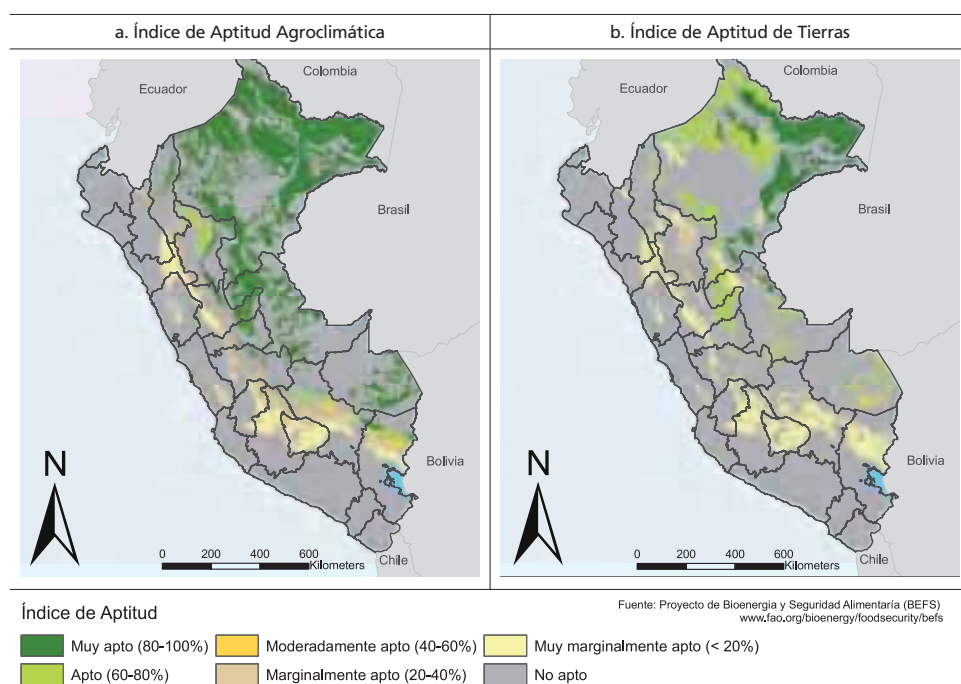 a. Índice de Aptitud Agroclimática
b. Índice de Aptitud de Tierras
Colombia
Ecuador
Brasil
Bolivia
Chile
N
0 200 400 600
Kilometers
Colombia
Ecuador
Brasil
Bolivia
Chile
N
0 200 400 600
Kilometers
Índice de Aptitud
Fuente: Proyecto de Bioenergia y Seguridad Alimentaría (BEFS)
www.fao.org/bioenergy/foodsecurity/befs
Muy apto (80-100%)
Moderadamente apto (40-60%)
Muy marginalmente apto (< 20%)
Apto (60-80%)
Marginalmente apto (20-40%)
No apto